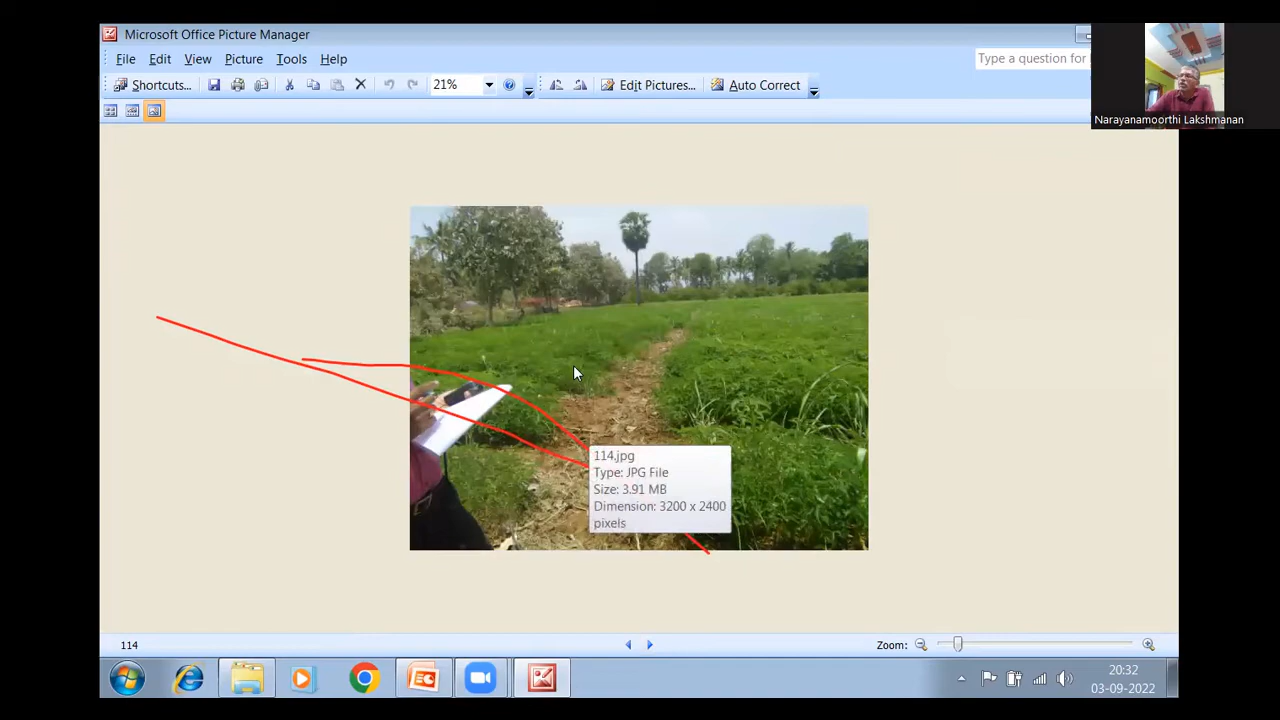 Microsoft Office Picture Manager
File Edit View Picture Tools Help
Type a question for
Shortcuts...
21%
Edit Pictures...
Auto Correct
Narayanamoorthi Lakshmanan
114.jpg
Type: JPG File
Size: 3.91 MB
Dimension: 3200 x 2400
pixels
114
Zoom:
20:32
03-09-2022